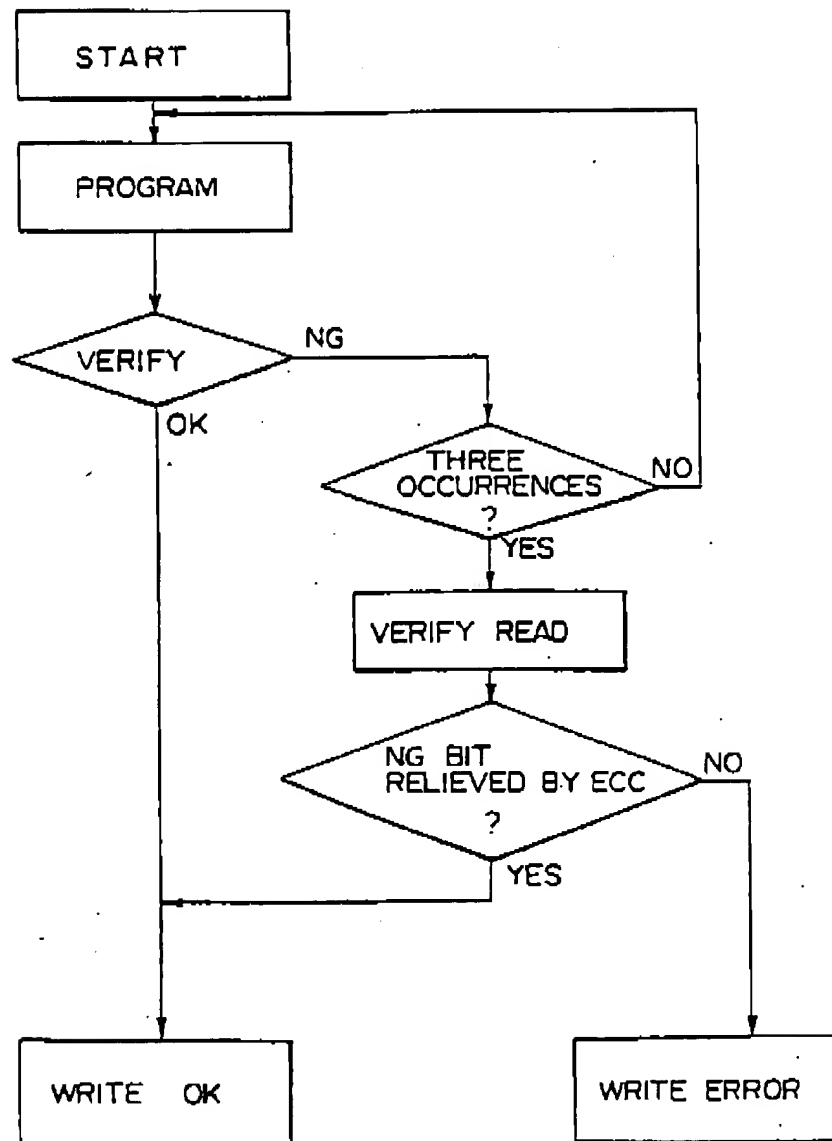 START
PROGRAM
VERIFY
NG
OK
THREE
OCCURRENCES
?
NO
YES
VERIFY READ
NG BIT
RELIEVED BY ECC
?
NO
YES
WRITE OK
WRITE ERROR